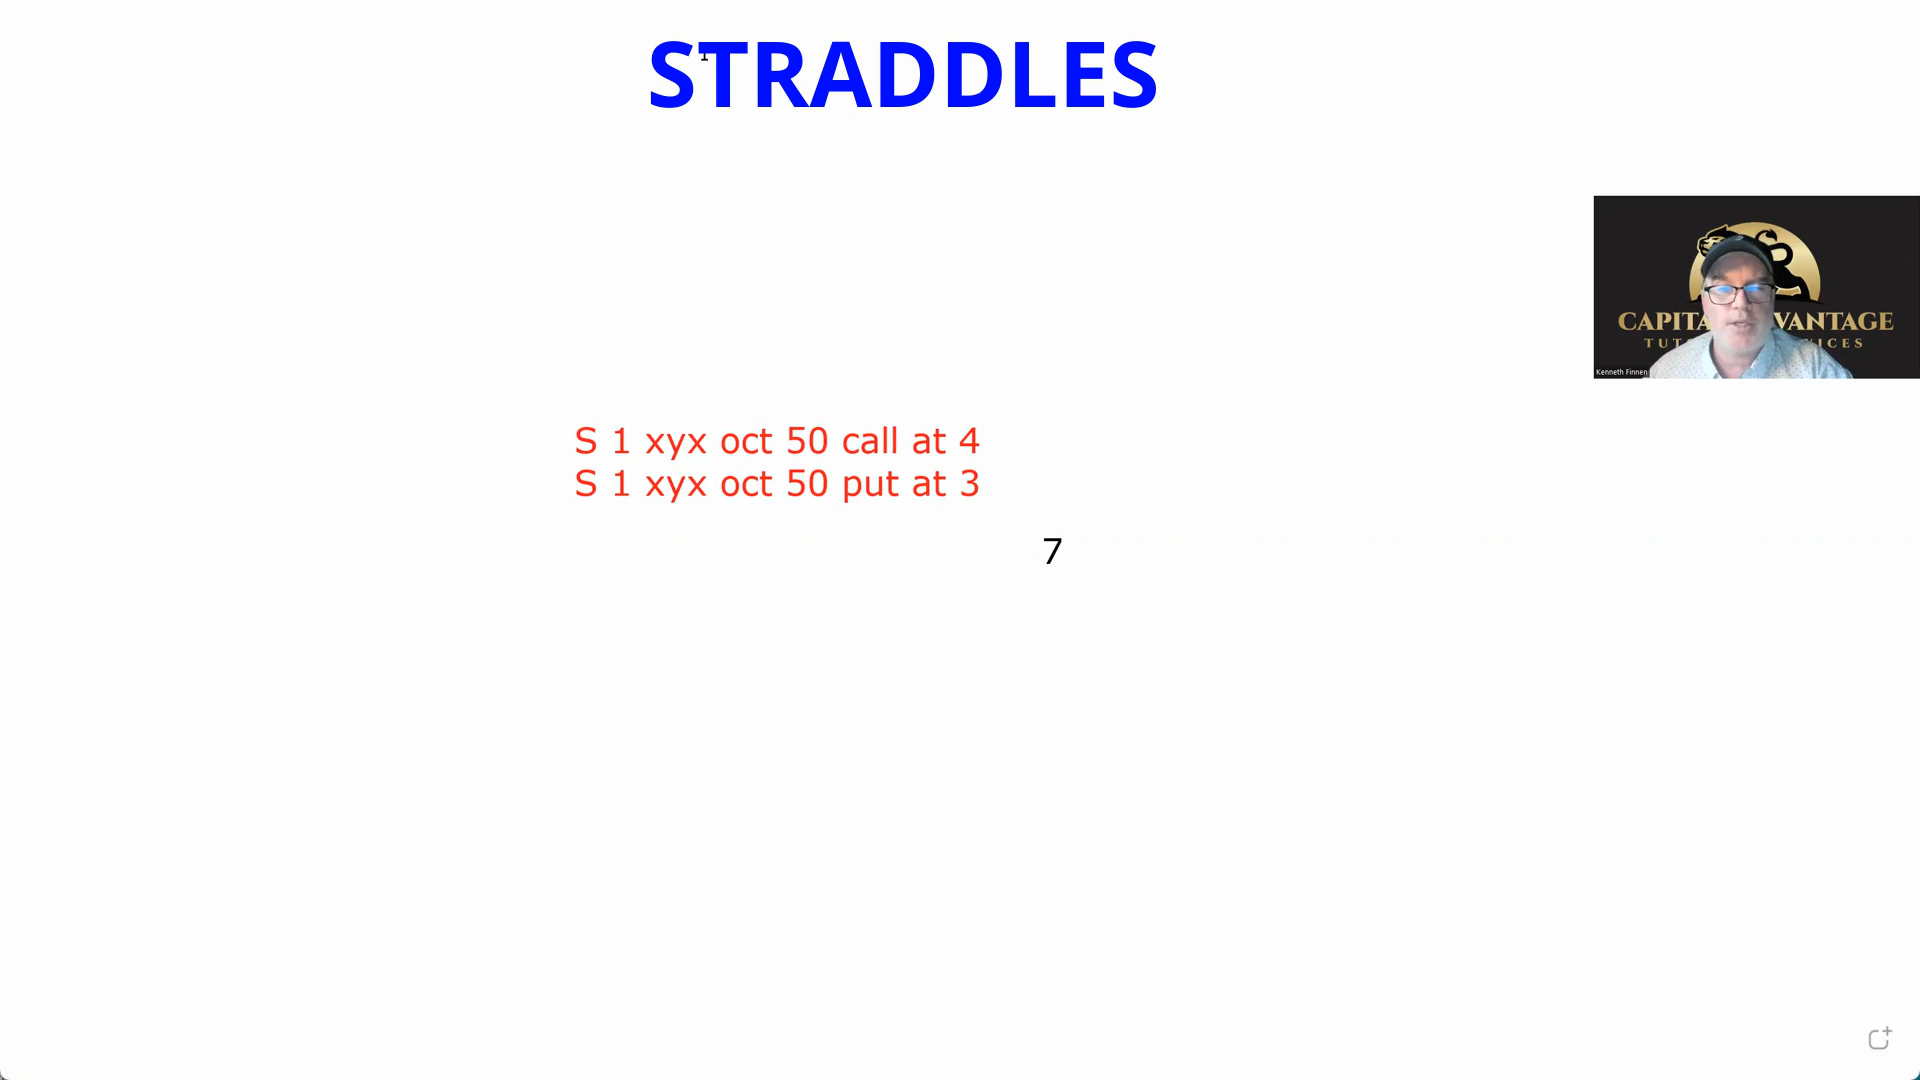 STRADDLES
CAPITA VANTAGE
TUT ICES
Kenneth Finnen
S 1 xyx oct 50 call at 4
S 1 xyx oct 50 put at 3
7